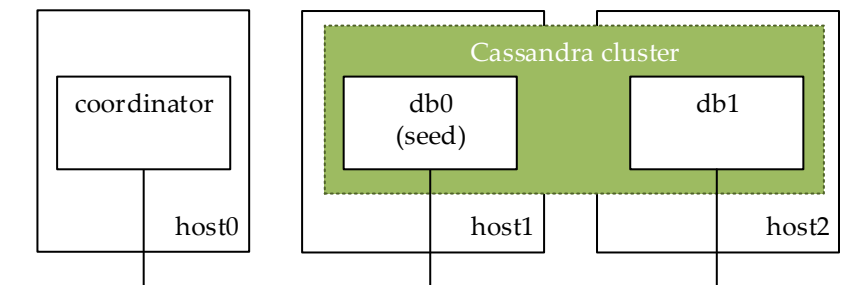 Cassandra cluster
coordinator
db0
(seed)
db1
host0
host1
host2